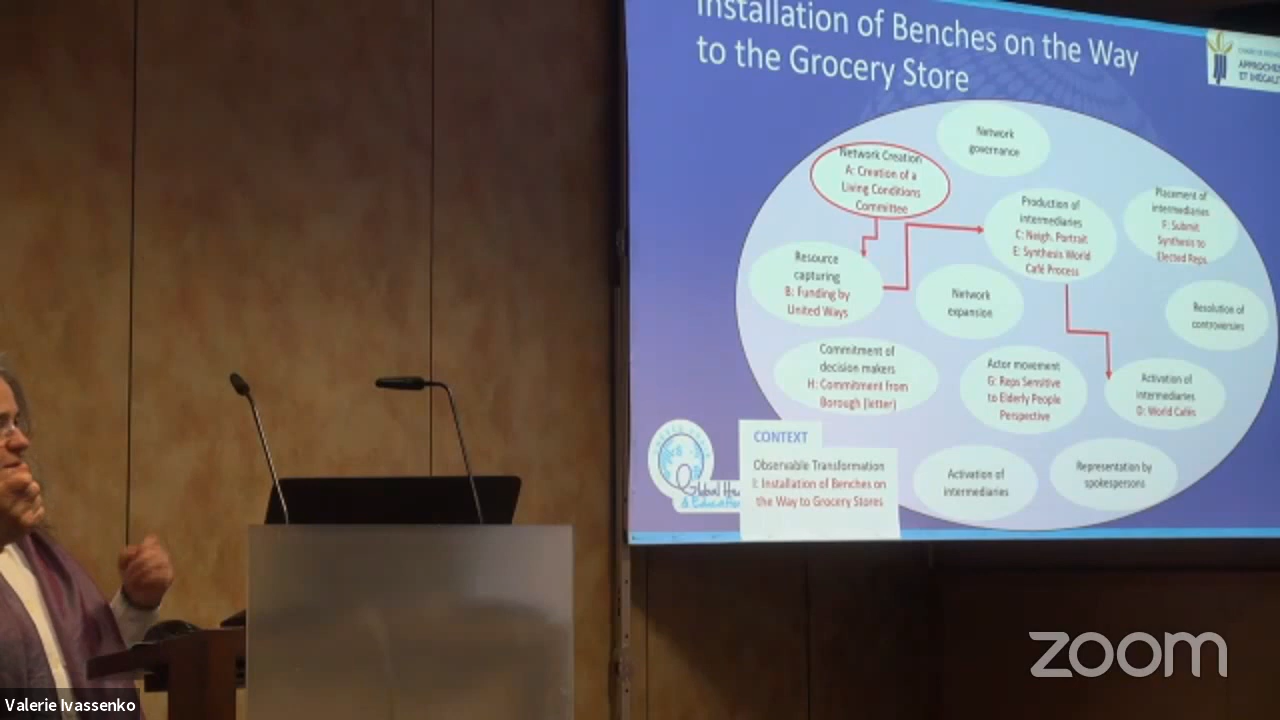 Installation of Benches on the Way
to the Grocery Store
APPROCHES
Network
governance
Network Creation
A: Creation of a
Living Conditions
Committee
Production of
intermediaries
C: Neigh. Portrait
E: Synthesis World
Café Process
Placement of
intermediaries
F: Submit
Synthesis to
Elected Reps.
Resource
capturing
B: Funding by
United Ways
Network
expansion
Resolution of
controversies
Commitment of
decision makers
H: Commitment from
Borough (letter)
Actor movement
G: Reps Sensitive
to Elderly People
Perspective
Activation of
intermediaries
D: World Cafés
CONTEXT
Observable Transformation
I: Installation of Benches on
the Way to Grocery Stores
Activation of
intermediaries
Representation by
spokespersons
Global
& Education
zoom
Valerie Ivassenko